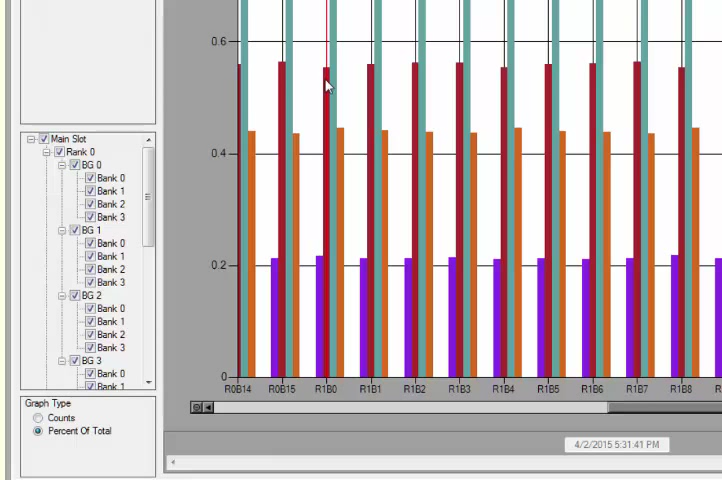 0.6
0.4
0.2
0
R0B14 R0B15 R1B0 R1B1 R1B2 R1B3 R1B4 R1B5 R1B6 R1B7 R1B8
4/2/2015 5:31:41 PM
Main Slot
Rank 0
BG 0
Bank 0
Bank 1
Bank 2
Bank 3
BG 1
Bank 0
Bank 1
Bank 2
Bank 3
BG 2
Bank 0
Bank 1
Bank 2
Bank 3
BG 3
Bank 0
Bank 1
Graph Type
Counts
Percent Of Total